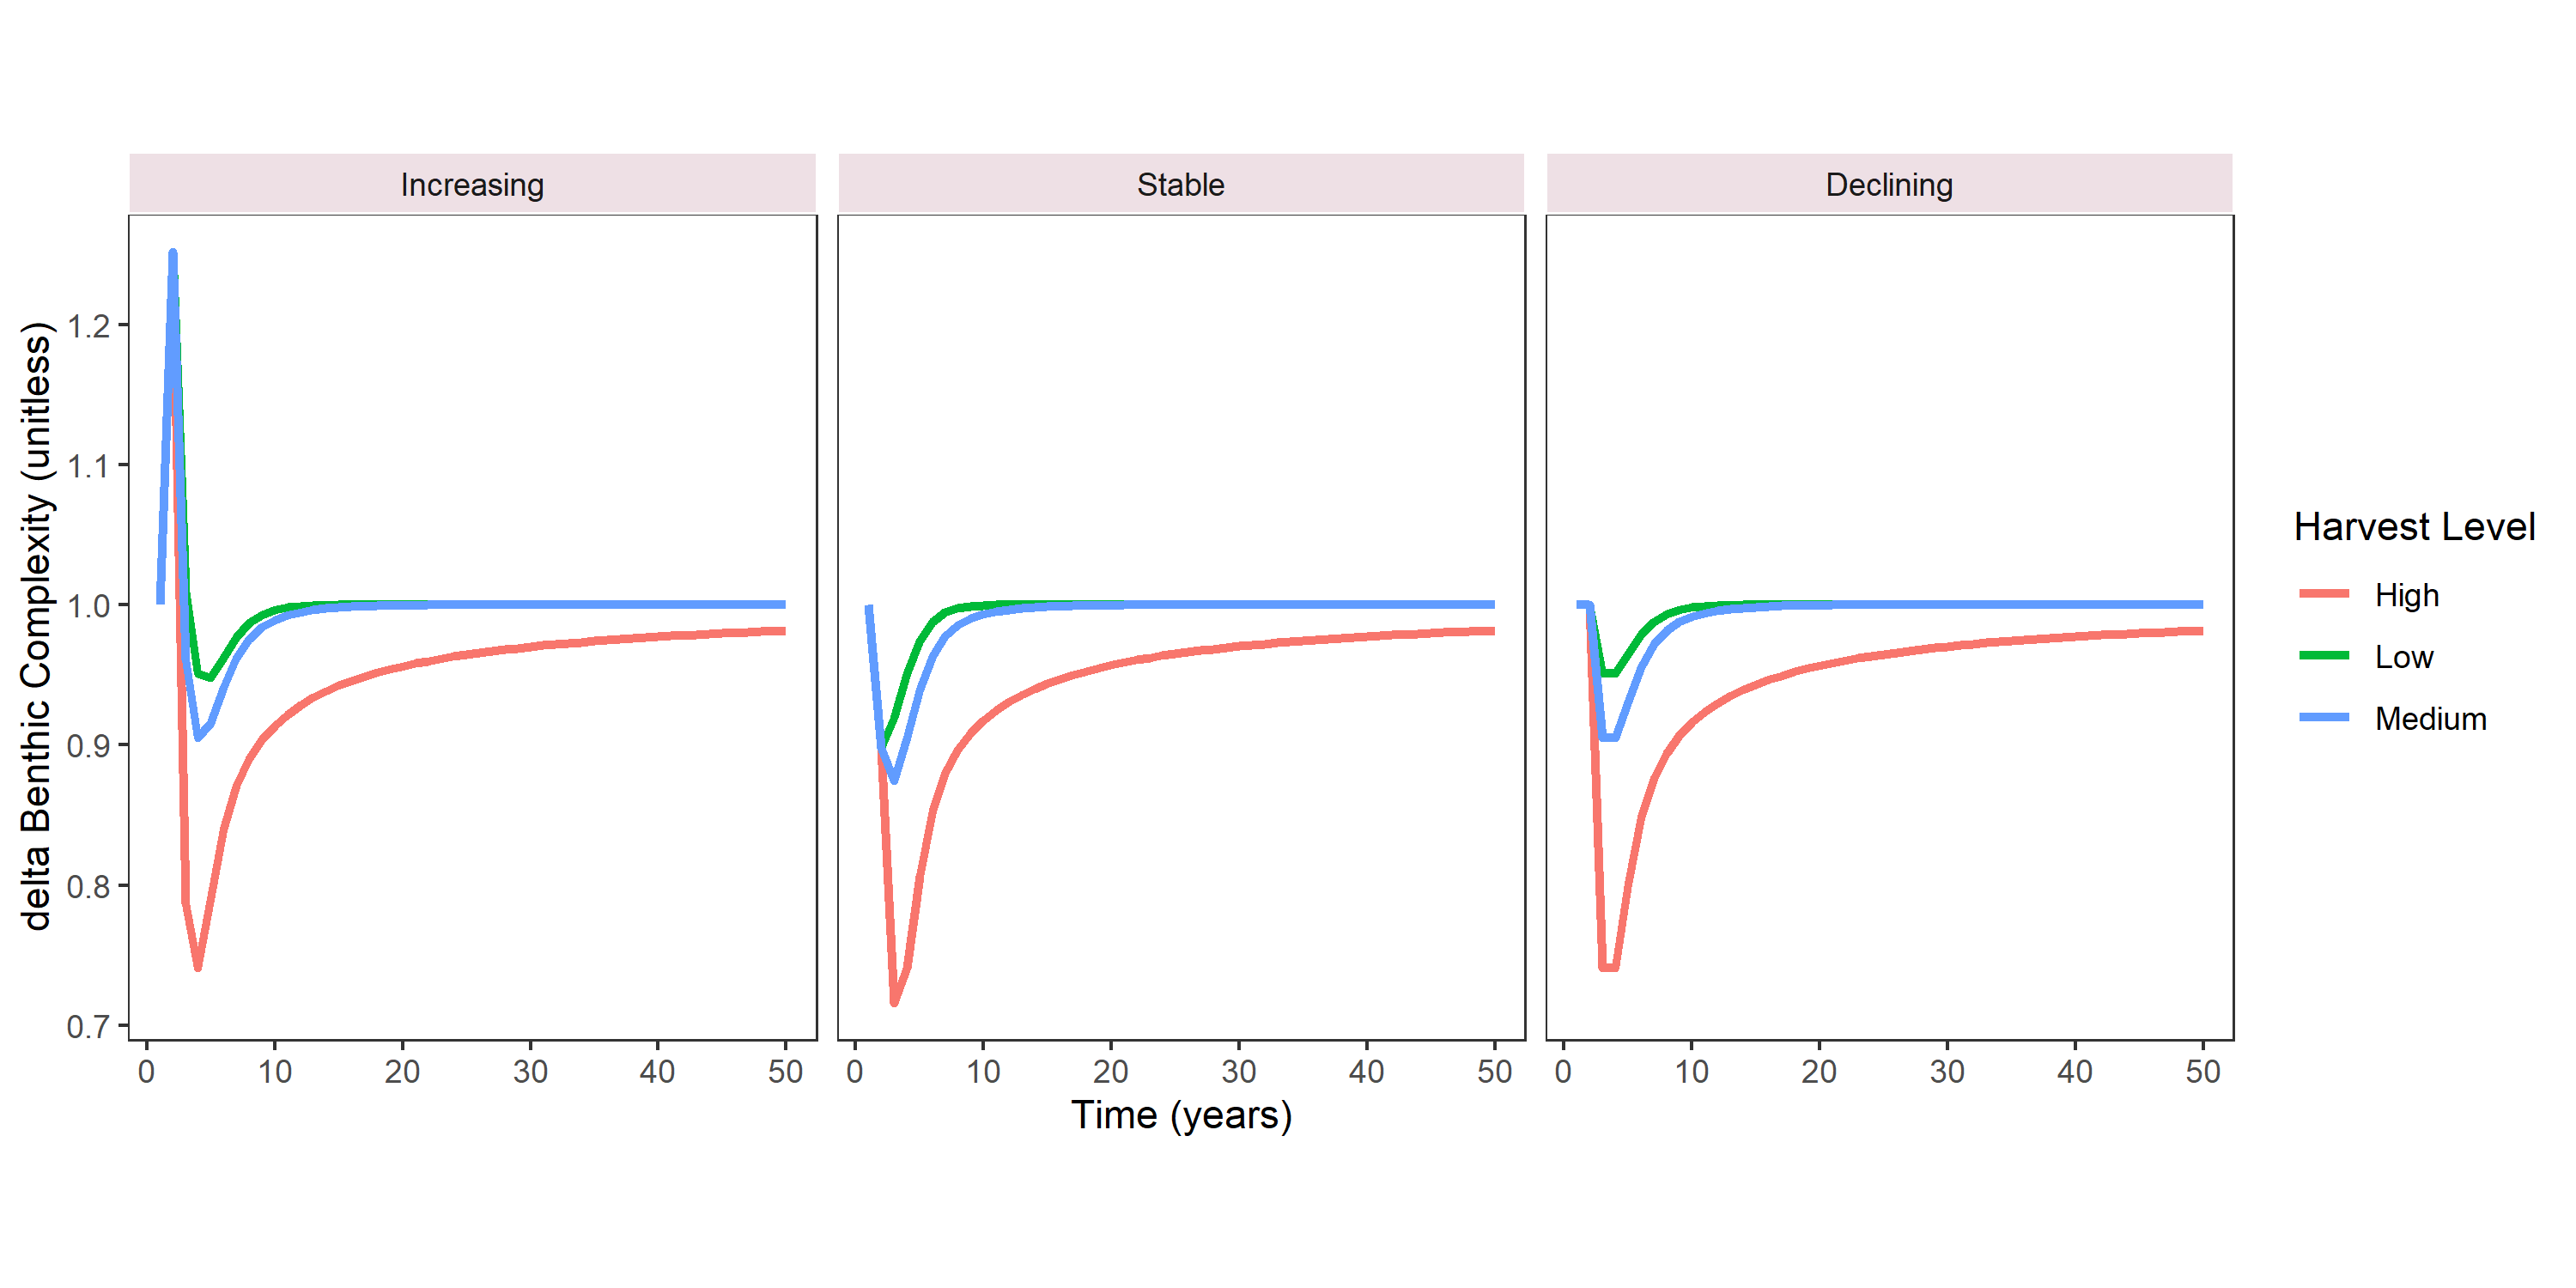 Increasing
Stable
Declining
delta Benthic Complexity (unitless)
1.2
1.1
1.0
0.9
0.8
0.7
0 10 20 30 40 50
0 10 20 30 40 50
0 10 20 30 40 50
Time (years)
Harvest Level
High
Low
Medium